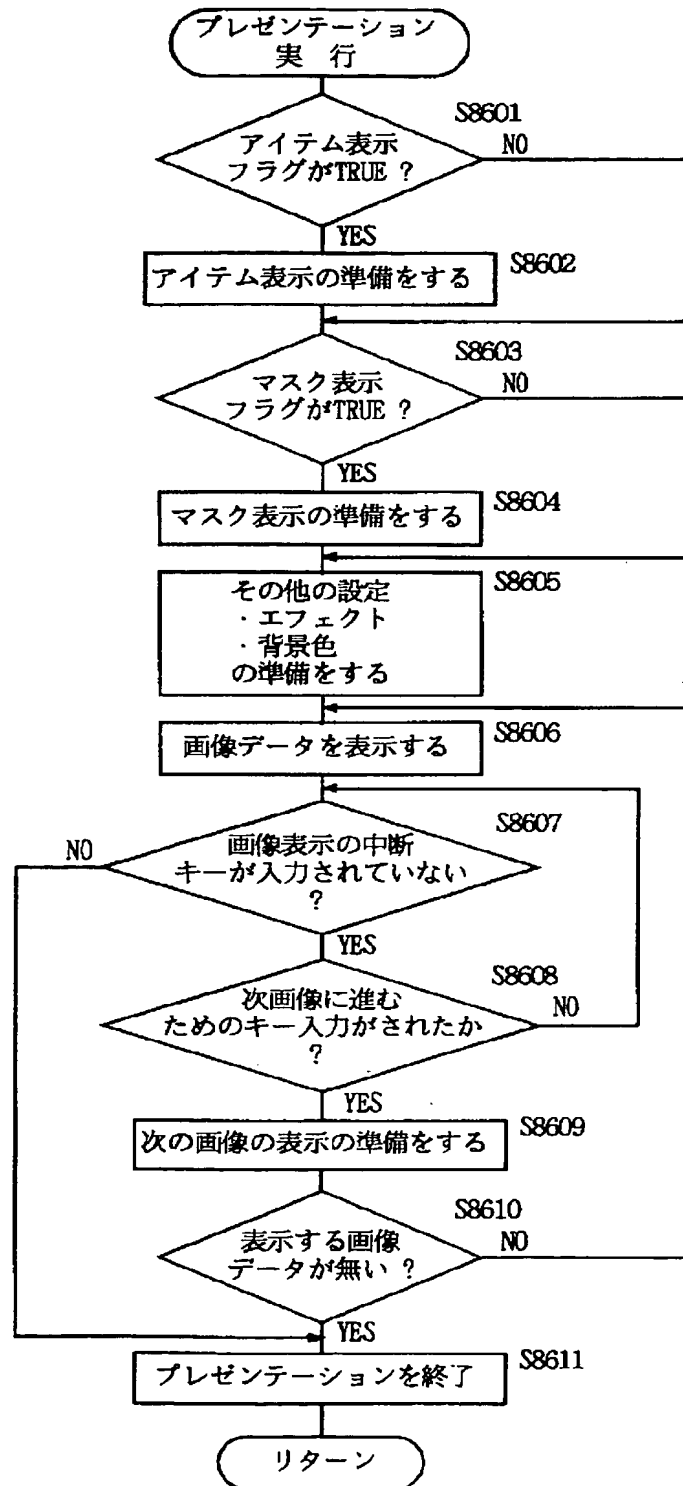 プレゼンテーション
実 行
S8601
アイテム表示
フラグがTRUE ?
NO
YES
アイテム表示の準備をする
S8602
S8603
マスク表示
フラグがTRUE ?
NO
YES
マスク表示の準備をする
S8604
その他の設定
・エフェクト
・背景色
の準備をする
S8605
画像データを表示する
S8606
S8607
画像表示の中断
キーが入力されていない
?
NO
YES
S8608
次画像に進む
ためのキー入力がされたか
?
NO
YES
次の画像の表示の準備をする
S8609
S8610
表示する画像
データが無い ?
NO
YES
プレゼンテーションを終了
S8611
リターン